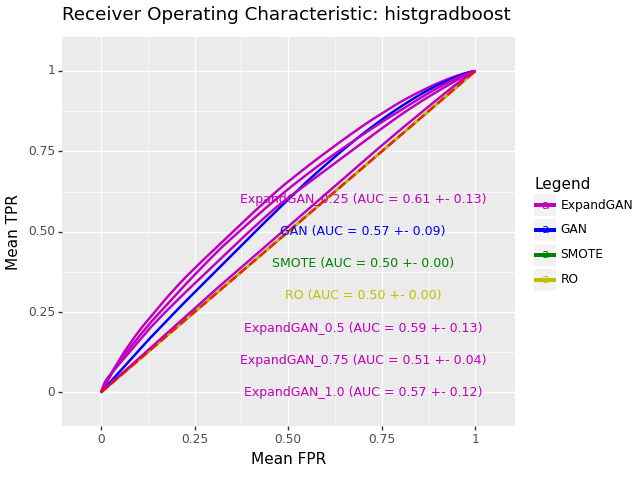 Receiver Operating Characteristic: histgradboost
Mean TPR
1
0.75
0.50
0.25
0
ExpandGAN_0.25 (AUC = 0.61 +- 0.13)
GAN (AUC = 0.57 +- 0.09)
SMOTE (AUC = 0.50 +- 0.00)
RO (AUC = 0.50 +- 0.00)
ExpandGAN_0.5 (AUC = 0.59 +- 0.13)
ExpandGAN_0.75 (AUC = 0.51 +- 0.04)
ExpandGAN_1.0 (AUC = 0.57 +- 0.12)
0 0.25 0.50 0.75 1
Mean FPR
Legend
a ExpandGAN
a GAN
a SMOTE
a RO